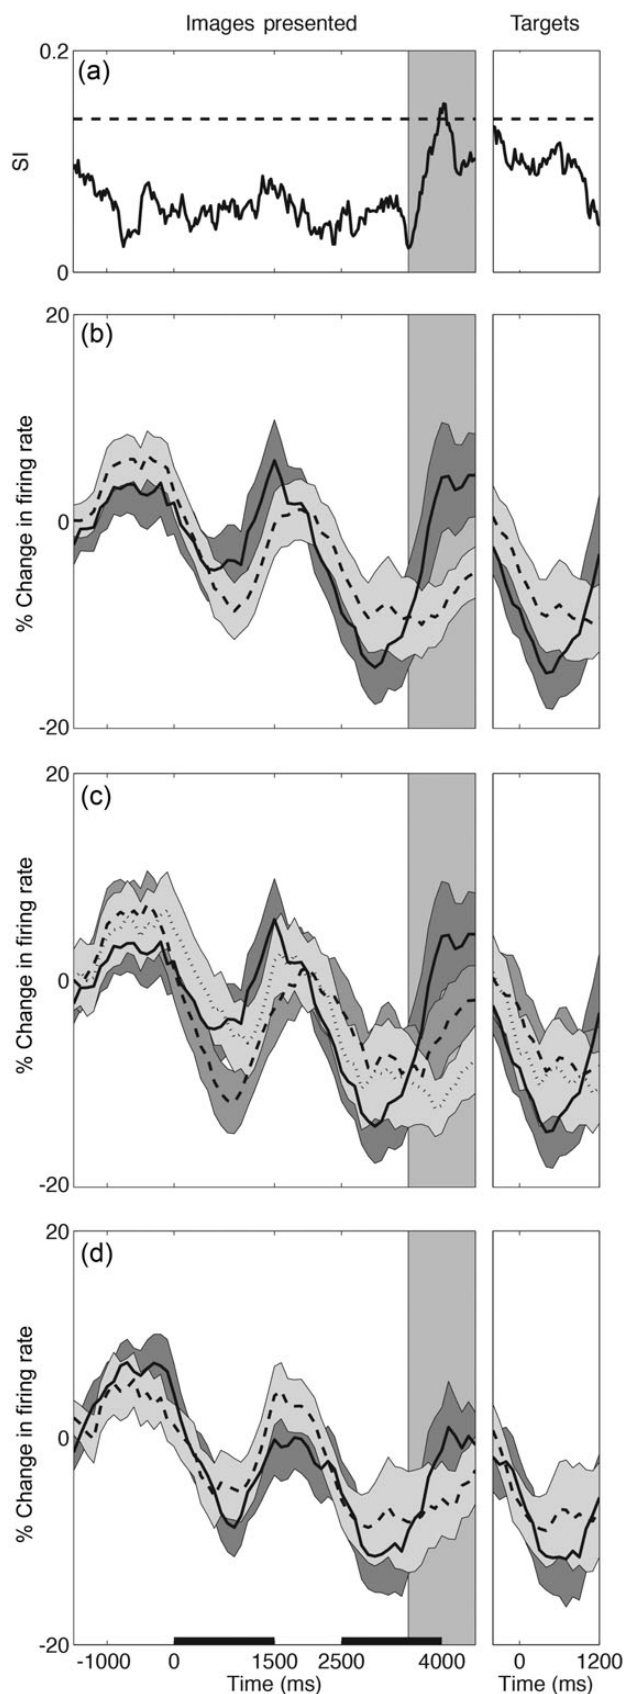 Images presented Targets
(a)
0.2
SI
0
(b)
20
% Change in firing rate
0
-20
(c)
20
% Change in firing rate
0
-20
(d)
20
% Change in firing rate
0
-20
-1000 0 1500 2500 4000 0 1200
Time (ms) Time (ms)